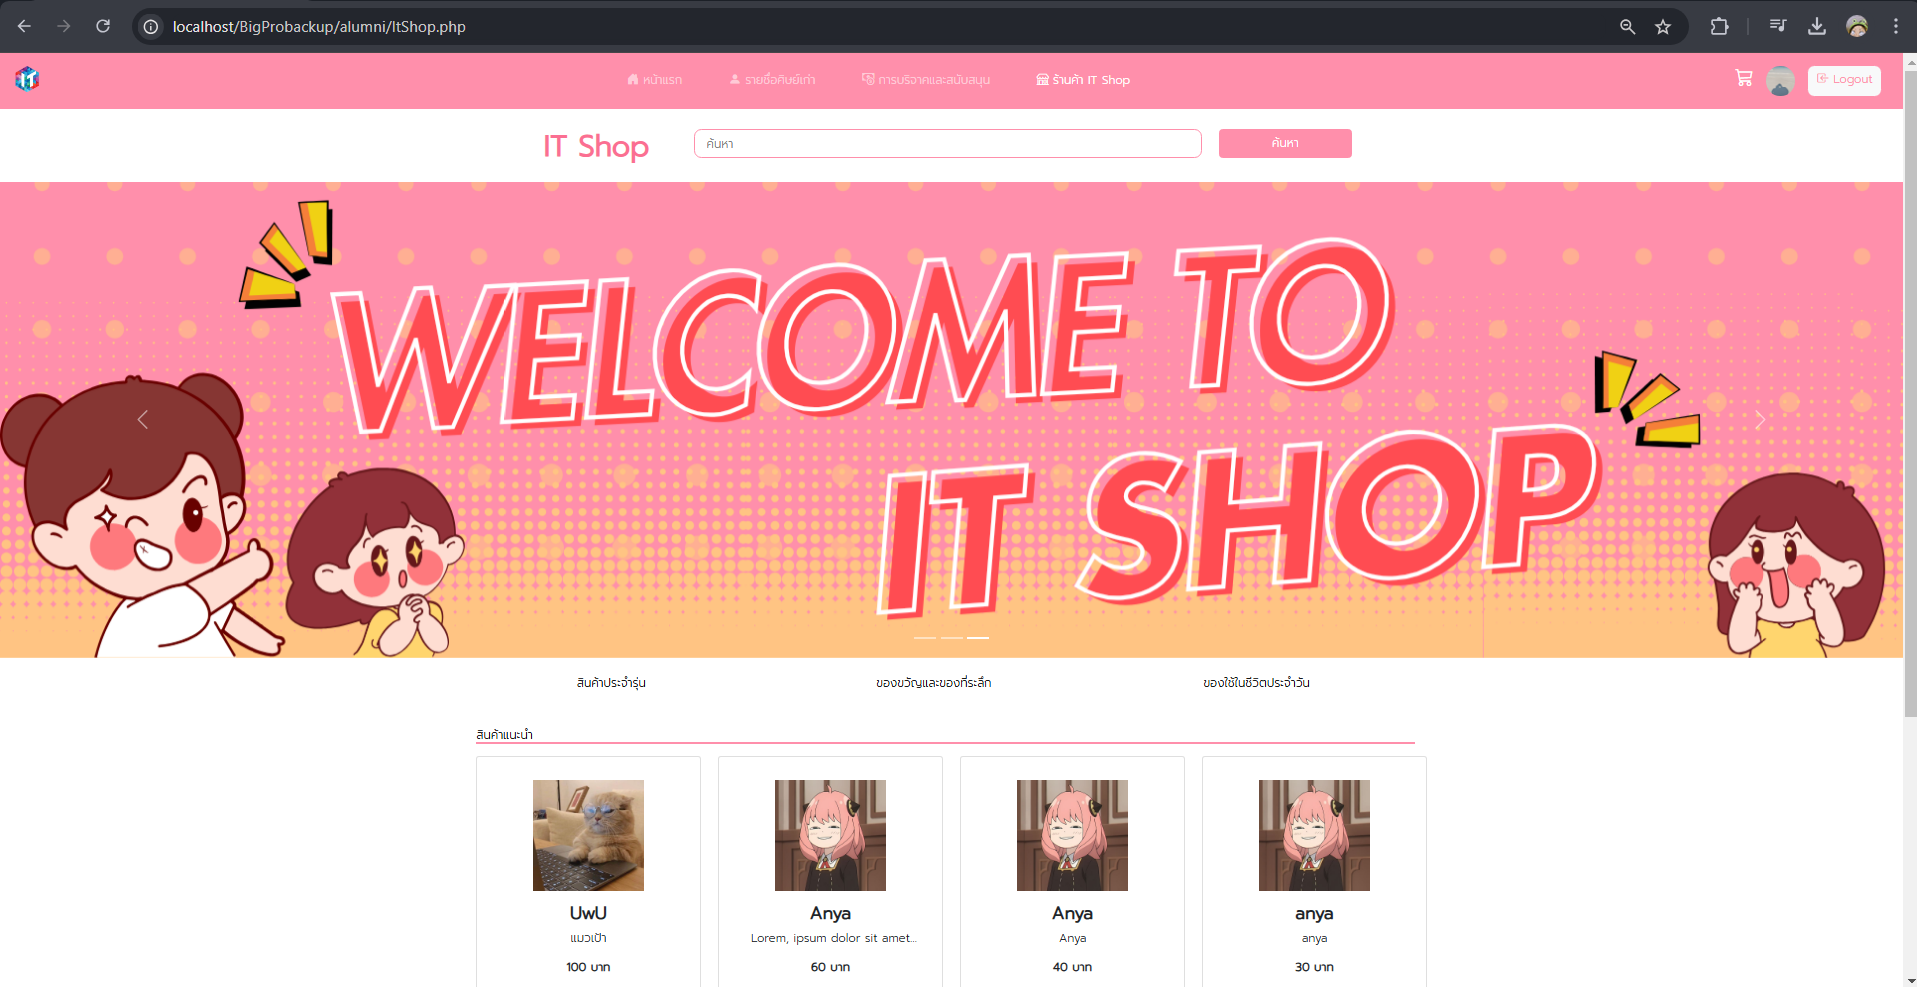 localhost/BigProbackup/alumni/ItShop.php
IT
หน้าแรก
รายชื่อศิษย์เก่า
การบริจาคและสนับสนุน
ร้านค้า IT Shop
Logout
IT Shop
ค้นหา
ค้นหา
WELCOME TO
IT SHOP
สินค้าประจำรุ่น
ของขวัญและของที่ระลึก
ของใช้ในชีวิตประจำวัน
สินค้าแนะนำ
UwU
แมวเป้า
100 บาท
Anya
Lorem, ipsum dolor sit amet...
60 บาท
Anya
Anya
40 บาท
anya
anya
30 บาท